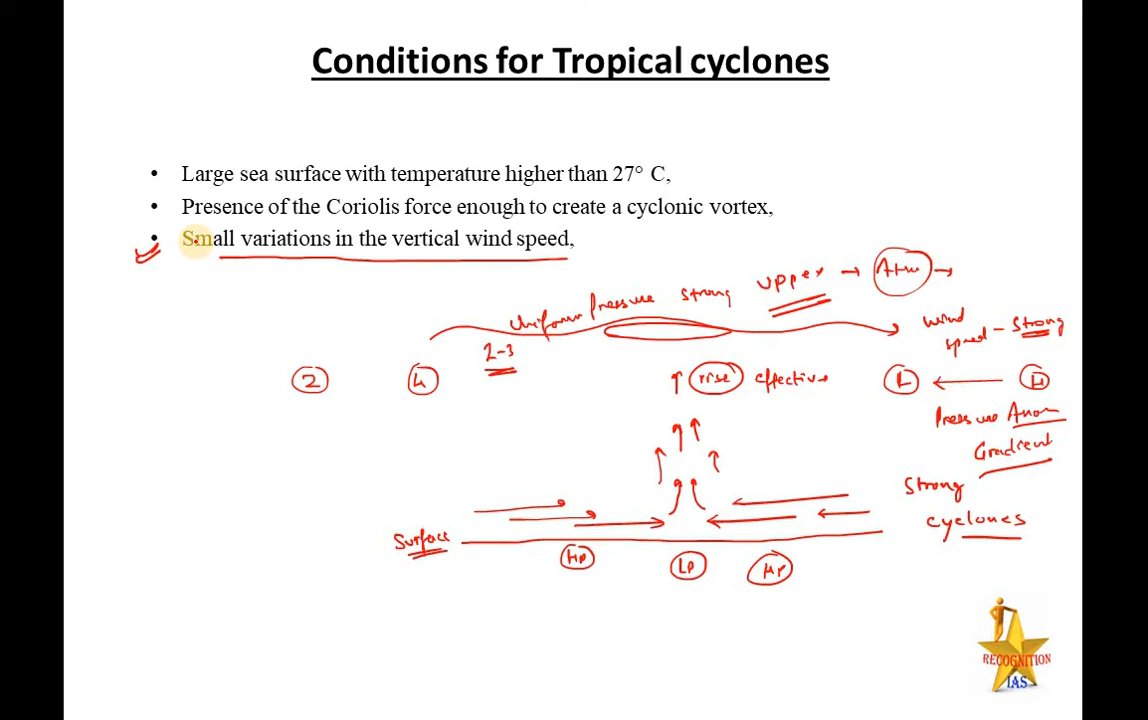 Conditions for Tropical cyclones
• Large sea surface with temperature higher than 27° C,
• Presence of the Coriolis force enough to create a cyclonic vortex,
• Small variations in the vertical wind speed,
Uniform Pressure strong upper → Atm →
wind speed - Strong
2-3
2
↑ rise effective
L ← H
Pressure
Gradient
Strong
cyclones
Surface
HP LP HP
RECOGNITION
IAS